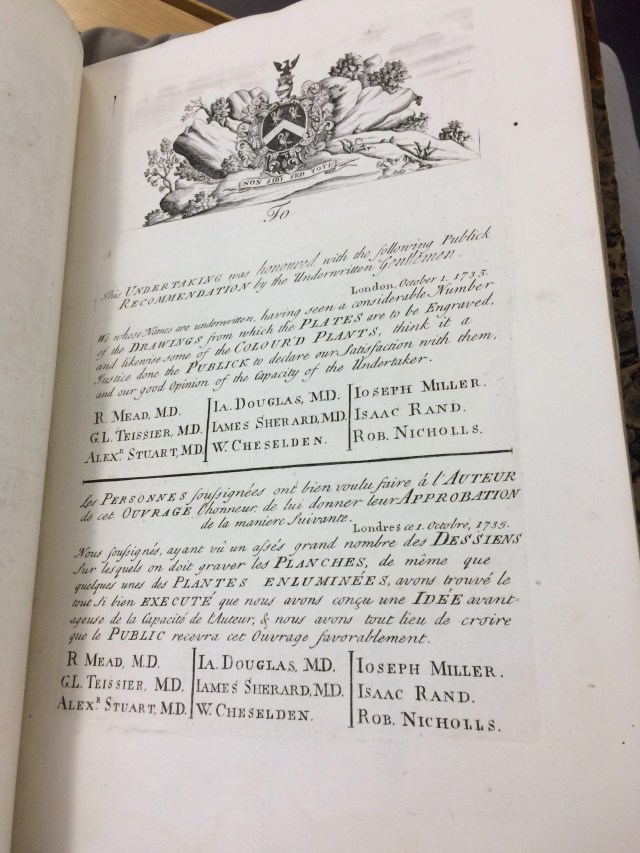 NON SIBI SED TOTI
To
This UNDERTAKING was honoured with the following Publick
RECOMMENDATION by the Underwritten Gentlemen.
London, October 1. 1735.
We whose Names are underwritten, having seen a considerable Number
of the DRAWINGS from which the PLATES are to be Engraved,
and likewise some of the COLOUR'D PLANTS, think it a
Justice done the PUBLICK to declare our Satisfaction with them,
and our good Opinion of the Capacity of the Undertaker.
R. MEAD, M.D. IA. DOUGLAS, M.D. IOSEPH MILLER.
G.L. TEISSIER, M.D. IAMES SHERARD, M.D. ISAAC RAND.
ALEXR. STUART, M.D. W. CHESELDEN. ROB. NICHOLLS.
Les PERSONNES soussignées ont bien voulu faire á l'AUTEUR
de cet OUVRAGE l'honneur, de lui donner leur APPROBATION
de la maniere suivante.
Londres ce 1. Octobre, 1735.
Nous soussignés, ayant vû un assés grand nombre des DESSIENS
sur lesquels on doit graver les PLANCHES, de même que
quelques unes des PLANTES ENLUMINÉES, avons trouvé le
tout si bien EXECUTÉ que nous avons conçu une IDÉE avant-
ageuse de la Capacité de l'Auteur, & nous avons tout lieu de croire
que le PUBLIC recevra cet Ouvrage favorablement.
R MEAD, M.D. IA. DOUGLAS, M.D. IOSEPH MILLER.
G.L. TEISSIER, M.D. IAMES SHERARD, M.D. ISAAC RAND.
ALEXR. STUART, M.D. W. CHESELDEN. ROB. NICHOLLS.